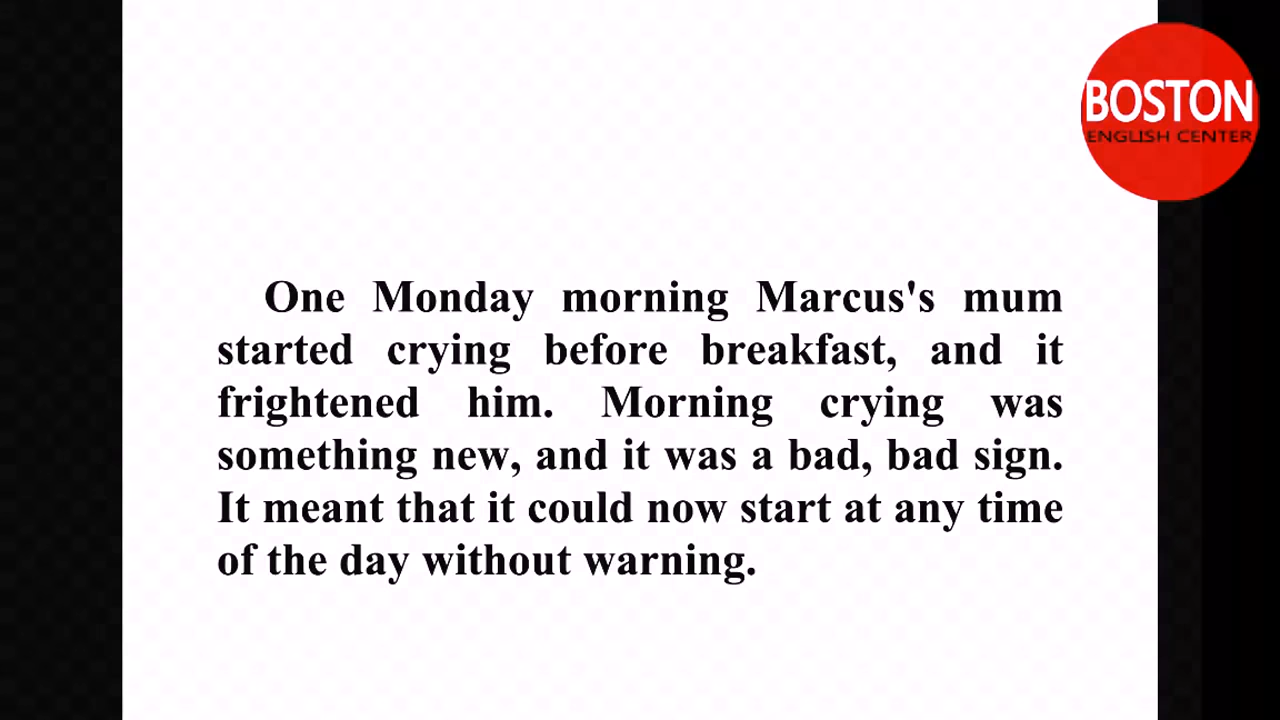 BOSTON
ENGLISH CENTER
One Monday morning Marcus's mum
started crying before breakfast, and it
frightened him. Morning crying was
something new, and it was a bad, bad sign.
It meant that it could now start at any time
of the day without warning.